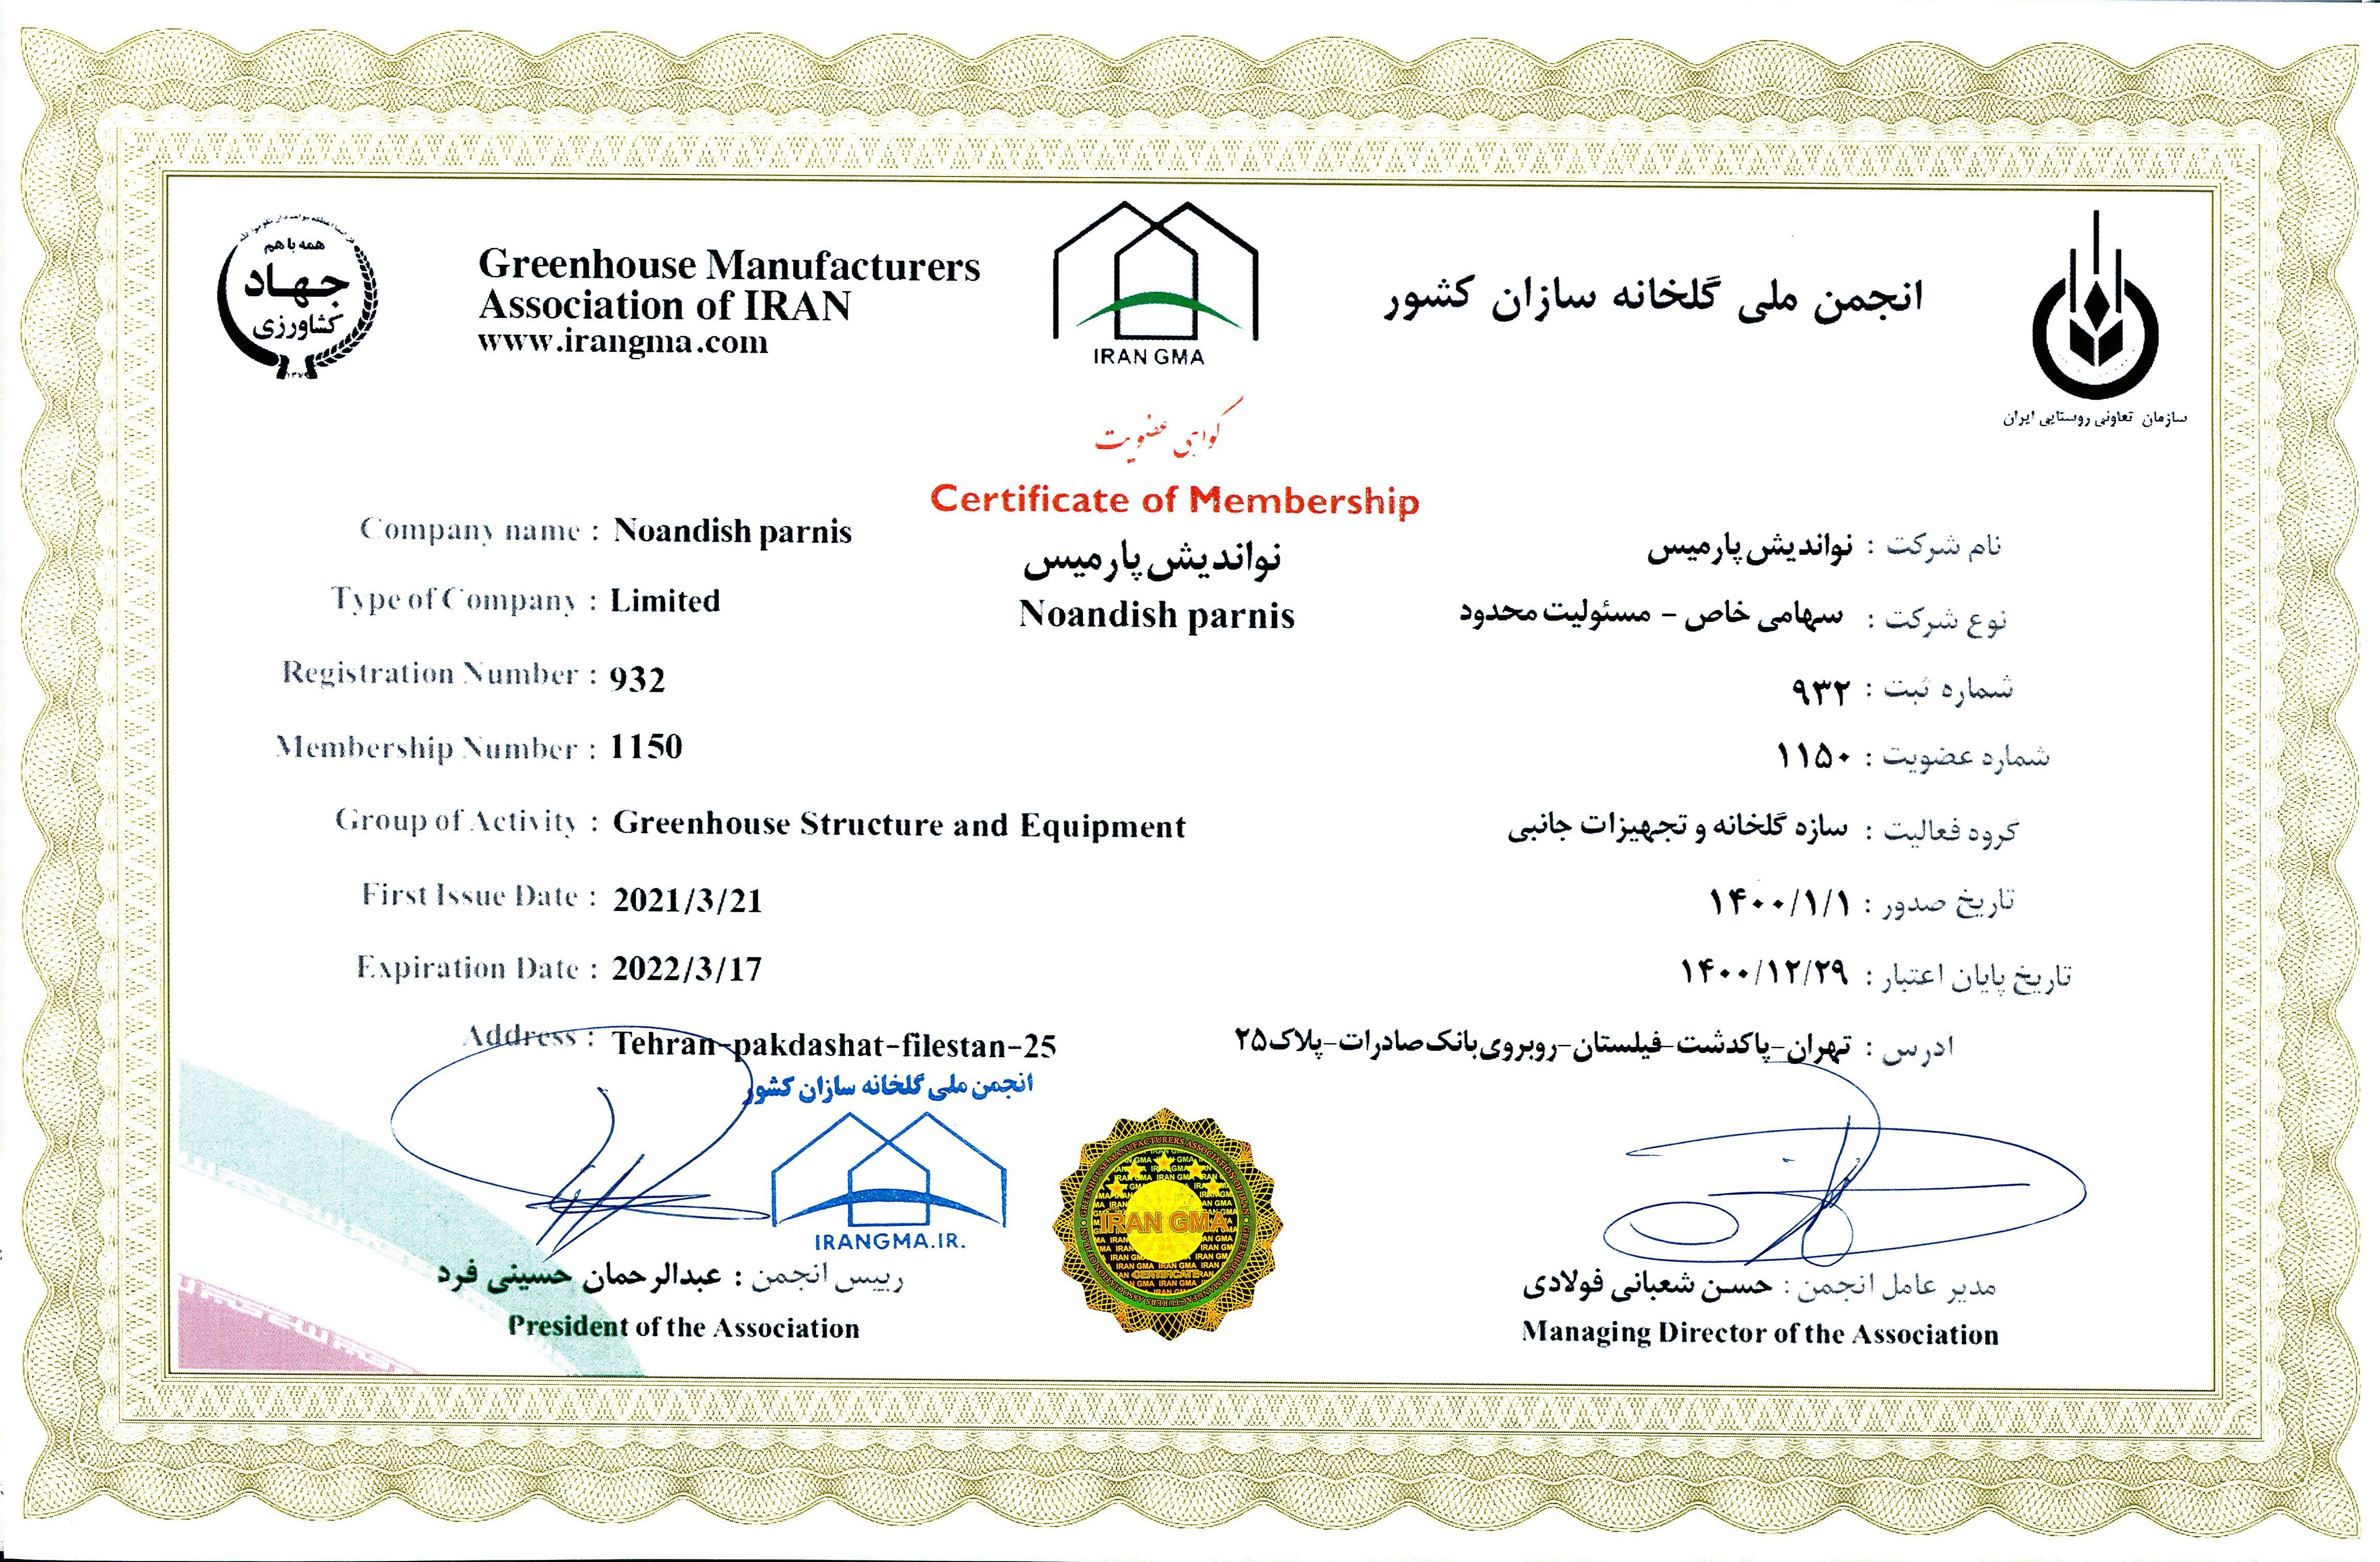 همه با هم
جهاد
کشاورزی
Greenhouse Manufacturers
Association of IRAN
www.irangma.com
IRAN GMA
انجمن ملی گلخانه سازان کشور
سازمان تعاونی روستایی ایران
گواهی عضویت
Certificate of Membership
نواندیش پارمیس
Noandish parnis
Company name : Noandish parnis
Type of Company : Limited
Registration Number : 932
Membership Number : 1150
Group of Activity : Greenhouse Structure and Equipment
First Issue Date : 2021/3/21
Expiration Date : 2022/3/17
Address : Tehran-pakdashat-filestan-25
نام شرکت : نواندیش پارمیس
نوع شرکت : سهامی خاص - مسئولیت محدود
شماره ثبت : ۹۳۲
شماره عضویت : ۱۱۵۰
گروه فعالیت : سازه گلخانه و تجهیزات جانبی
تاریخ صدور : ۱۴۰۰/۱/۱
تاریخ پایان اعتبار : ۱۴۰۰/۱۲/۲۹
ادرس : تهران-پاکدشت-فیلستان-روبروی بانک صادرات-پلاک ۲۵
انجمن ملی گلخانه سازان کشور
IRANGMA.IR.
رییس انجمن : عبدالرحمان حسینی فرد
President of the Association
IRAN GMA
CERTIFICATE
مدیر عامل انجمن : حسن شعبانی فولادی
Managing Director of the Association